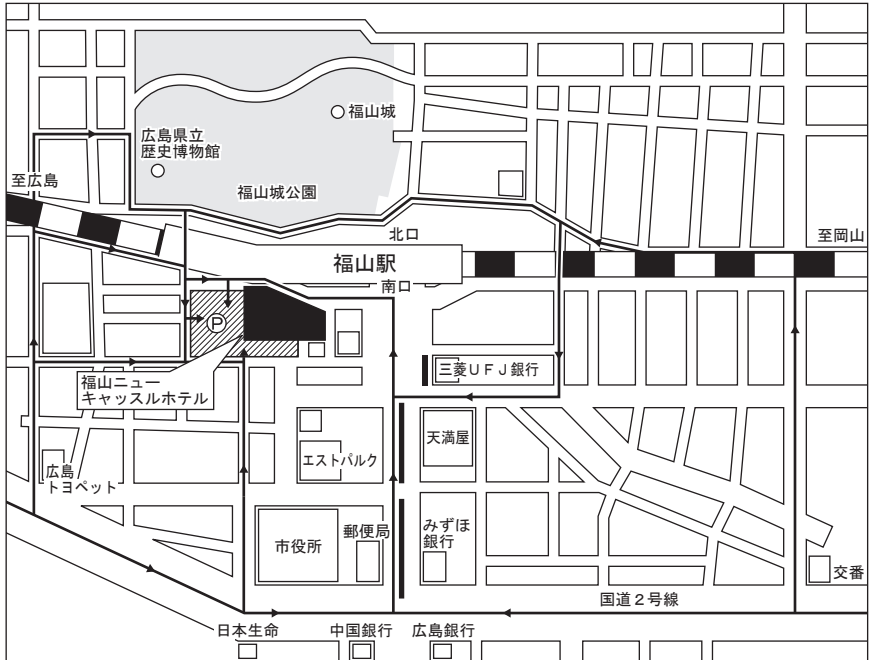 福山城
広島県立
歴史博物館
至広島
福山城公園
北口
至岡山
福山駅
南口
P
三菱UFJ銀行
福山ニュー
キャッスルホテル
天満屋
エストパルク
広島
トヨペット
郵便局
みずほ
銀行
市役所
交番
国道2号線
日本生命
中国銀行
広島銀行